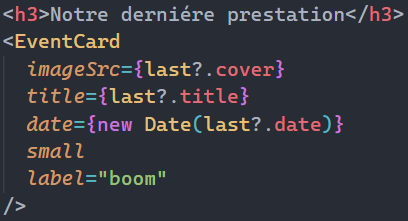 <h3>Notre derniére prestation</h3>
<EventCard
imageSrc={last?.cover}
title={last?.title}
date={new Date(last?.date)}
small
label="boom"
/>